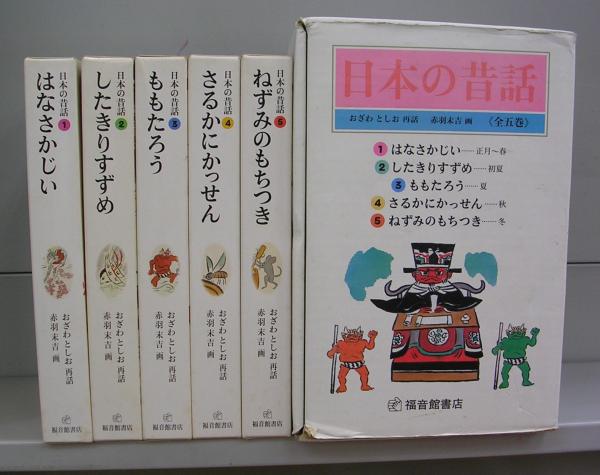 日本の昔話 1
はなさかじい
おざわ としお 再話
赤羽末吉 画
福音館書店
日本の昔話 2
したきりすずめ
おざわ としお 再話
赤羽末吉 画
福音館書店
日本の昔話 3
ももたろう
おざわ としお 再話
赤羽末吉 画
福音館書店
日本の昔話 4
さるかにかっせん
おざわ としお 再話
赤羽末吉 画
福音館書店
日本の昔話 5
ねずみのもちつき
おざわ としお 再話
赤羽末吉 画
福音館書店
日本の昔話
おざわ としお 再話 赤羽末吉 画 《全五巻》
1 はなさかじい……正月〜春
2 したきりすずめ……初夏
3 ももたろう……夏
4 さるかにかっせん……秋
5 ねずみのもちつき……冬
福音館書店